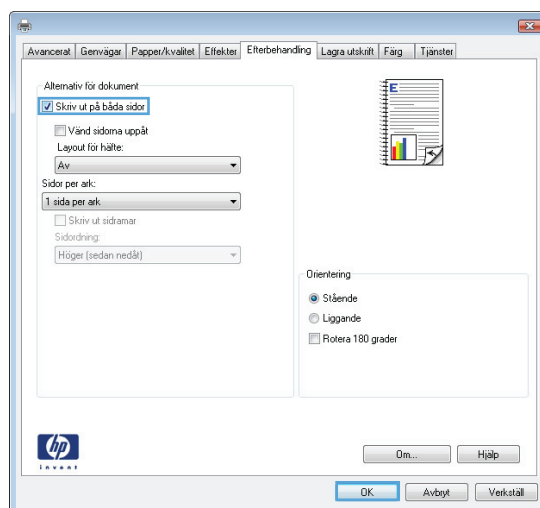 Avancerat Genvägar Papper/kvalitet Effekter Efterbehandling Lagra utskrift Färg Tjänster
Alternativ för dokument
Skriv ut på båda sidor
Vänd sidorna uppåt
Layout för häfte:
Av
Sidor per ark:
1 sida per ark
Skriv ut sidramar
Sidordning:
Höger (sedan nedåt)
E
Orientering
Stående
Liggande
Rotera 180 grader
hp
invent
Om... Hjälp
OK Avbryt Verkställ